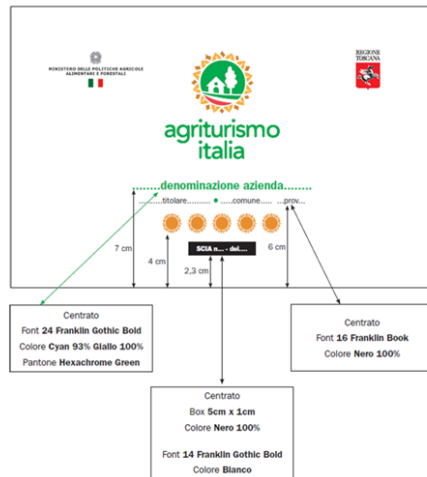 MINISTERO DELLE POLITICHE AGRICOLE
ALIMENTARI E FORESTALI
REGIONE
TOSCANA
agriturismo
italia
........denominazione azienda........
.........titolare......... • .....comune..... ...prov...
7 cm
4 cm
2,3 cm
6 cm
SCIA n... - del....
Centrato
Font 24 Franklin Gothic Bold
Colore Cyan 93% Giallo 100%
Pantone Hexachrome Green
Centrato
Font 16 Franklin Book
Colore Nero 100%
Centrato
Box 5cm x 1cm
Colore Nero 100%
Font 14 Franklin Gothic Bold
Colore Bianco